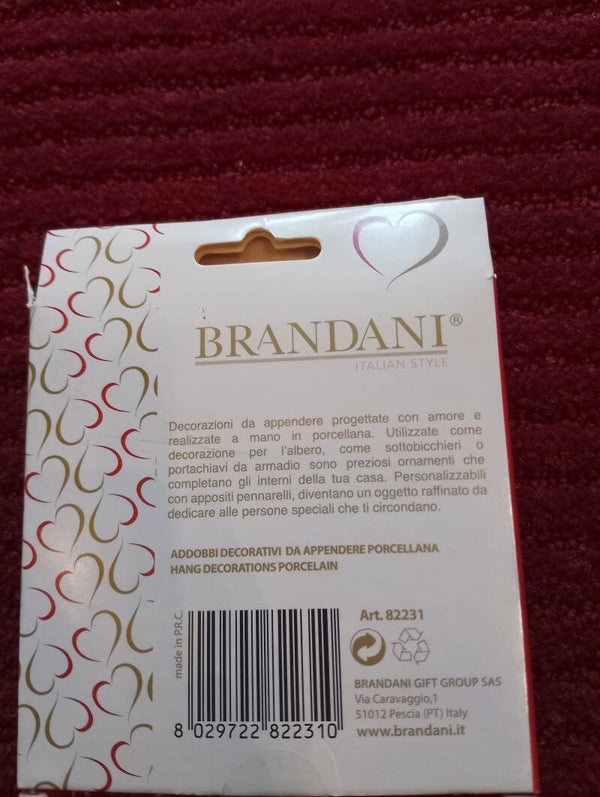 BRANDANI®
ITALIAN STYLE
Decorazioni da appendere progettate con amore e
realizzate a mano in porcellana. Utilizzate come
decorazione per l'albero, come sottobicchieri o
portachiavi da armadio sono preziosi ornamenti che
completano gli interni della tua casa. Personalizzabili
con appositi pennarelli, diventano un oggetto raffinato da
dedicare alle persone speciali che ti circondano.
ADDOBBI DECORATIVI DA APPENDERE PORCELLANA
HANG DECORATIONS PORCELAIN
made in P.R.C.
8 029722 822310
Art. 82231
BRANDANI GIFT GROUP SAS
Via Caravaggio,1
51012 Pescia (PT) Italy
www.brandani.it